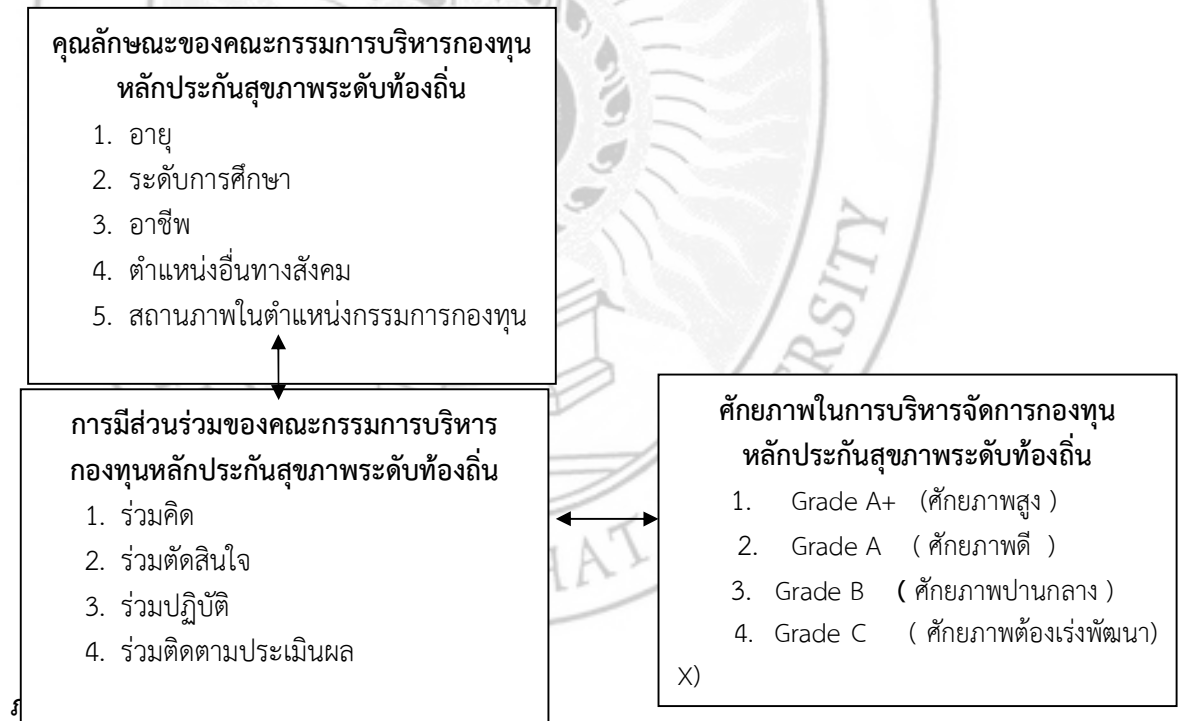 คุณลักษณะของคณะกรรมการบริหารกองทุน
หลักประกันสุขภาพระดับท้องถิ่น
1. อายุ
2. ระดับการศึกษา
3. อาชีพ
4. ตำแหน่งอื่นทางสังคม
5. สถานภาพในตำแหน่งกรรมการกองทุน
การมีส่วนร่วมของคณะกรรมการบริหาร
กองทุนหลักประกันสุขภาพระดับท้องถิ่น
1. ร่วมคิด
2. ร่วมตัดสินใจ
3. ร่วมปฏิบัติ
4. ร่วมติดตามประเมินผล
ศักยภาพในการบริหารจัดการกองทุน
หลักประกันสุขภาพระดับท้องถิ่น
1. Grade A+ (ศักยภาพสูง )
2. Grade A ( ศักยภาพดี )
3. Grade B ( ศักยภาพปานกลาง )
4. Grade C ( ศักยภาพต้องเร่งพัฒนา)
X)